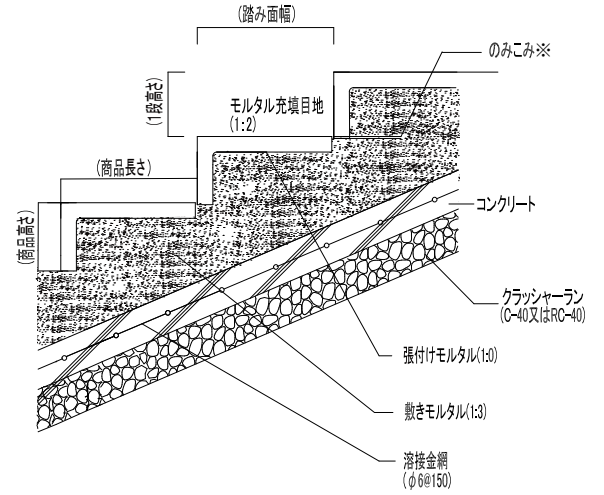 (踏み面幅)
のみこみ※
(1段高さ)
モルタル充填目地
(1:2)
(商品長さ)
(商品高さ)
コンクリート
クラッシャーラン
(C-40又はRC-40)
張付けモルタル(1:0)
敷きモルタル(1:3)
溶接金網
(φ6@150)